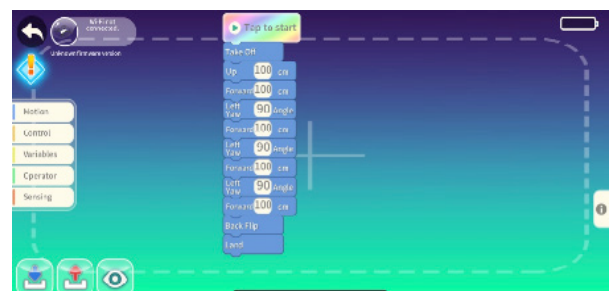 Wi-Fi not
connected.
Unknown firmware version
Tap to start
Take Off
Up 100 cm
Forward 100 cm
Left Yaw 90 Angle
Forward 100 cm
Left Yaw 90 Angle
Forward 100 cm
Left Yaw 90 Angle
Forward 100 cm
Back Flip
Land
Motion
Control
Variables
Operator
Sensing